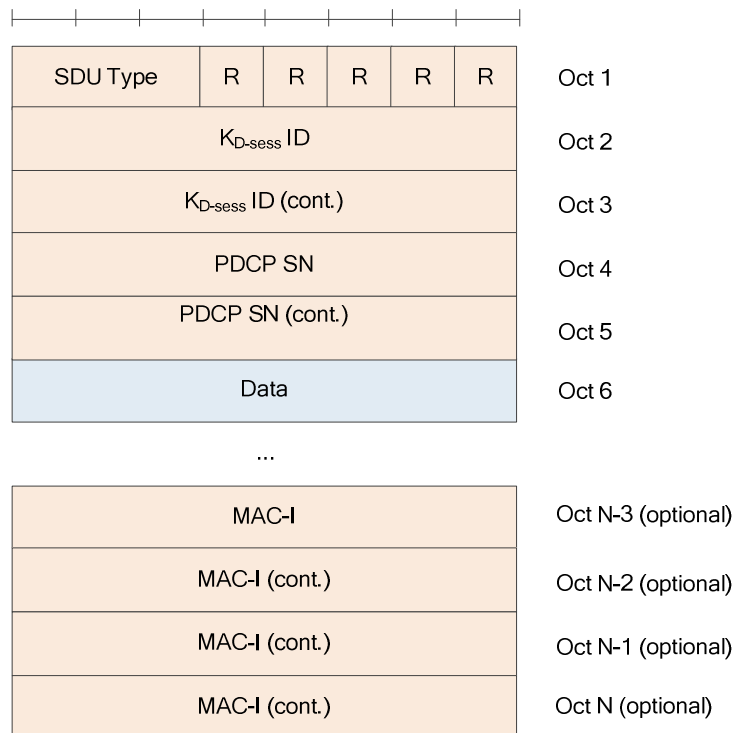 SDU Type R R R R R Oct 1
K_D-sess ID Oct 2
K_D-sess ID (cont.) Oct 3
PDCP SN Oct 4
PDCP SN (cont.) Oct 5
Data Oct 6
...
MAC-I Oct N-3 (optional)
MAC-I (cont.) Oct N-2 (optional)
MAC-I (cont.) Oct N-1 (optional)
MAC-I (cont.) Oct N (optional)